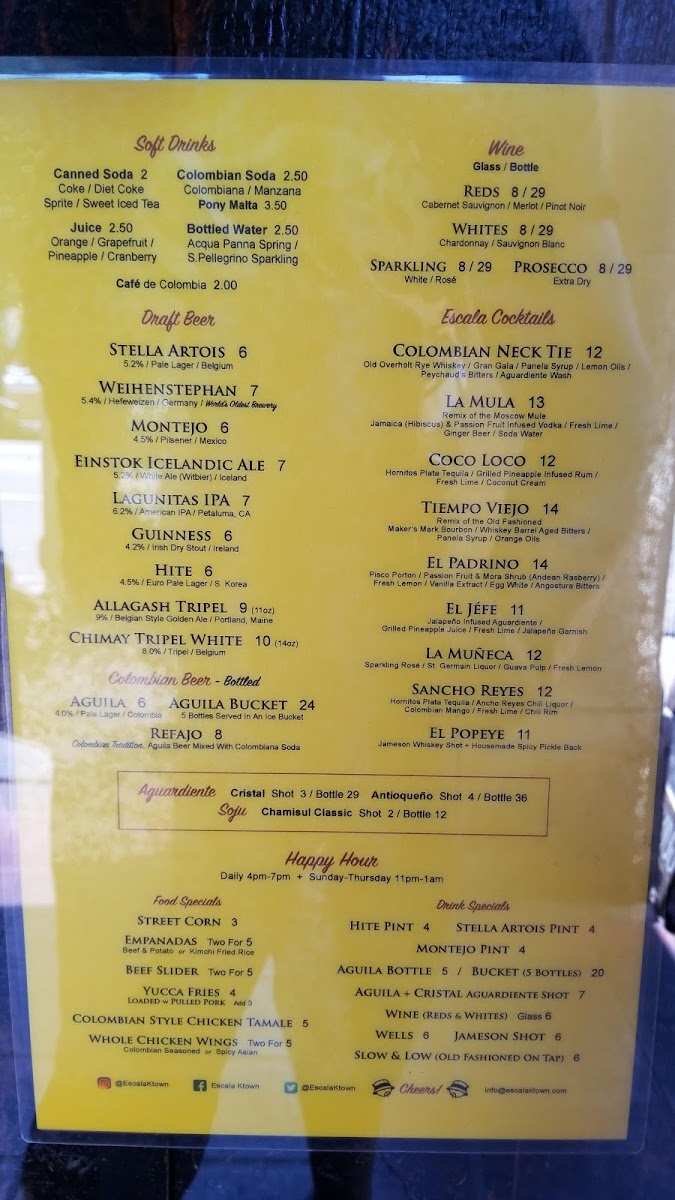 Soft Drinks
Canned Soda 2
Coke / Diet Coke
Sprite / Sweet Iced Tea
Colombian Soda 2.50
Colombiana / Manzana
Pony Malta 3.50
Juice 2.50
Orange / Grapefruit /
Pineapple / Cranberry
Bottled Water 2.50
Acqua Panna Spring /
S.Pellegrino Sparkling
Café de Colombia 2.00
Draft Beer
Stella Artois 6
5.2% / Pale Lager / Belgium
Weihenstephan 7
5.4% / Hefeweizen / Germany / World's Oldest Brewery
Montejo 6
4.5% / Pilsener / Mexico
Einstok Icelandic Ale 7
5.2% / White Ale (Witbier) / Iceland
Lagunitas IPA 7
6.2% / American IPA / Petaluma, CA
Guinness 6
4.2% / Irish Dry Stout / Ireland
Hite 6
4.5% / Euro Pale Lager / S. Korea
Allagash Tripel 9 (11oz)
9% / Belgian Style Golden Ale / Portland, Maine
Chimay Tripel White 10 (14oz)
8.0% / Tripel / Belgium
Colombian Beer - Bottled
Aguila 6
4.0% / Pale Lager / Colombia
Aguila Bucket 24
5 Bottles Served In An Ice Bucket
Refajo 8
Colombian Tradition. Aguila Beer Mixed With Colombiana Soda
Wine
Glass / Bottle
Reds 8 / 29
Cabernet Sauvignon / Merlot / Pinot Noir
Whites 8 / 29
Chardonnay / Sauvignon Blanc
Sparkling 8 / 29
White / Rosé
Prosecco 8 / 29
Extra Dry
Escala Cocktails
Colombian Neck Tie 12
Old Overholt Rye Whiskey / Gran Gala / Panela Syrup / Lemon Oils /
Peychaud's Bitters / Aguardiente Wash
La Mula 13
Remix of the Moscow Mule
Jamaica (Hibiscus) & Passion Fruit Infused Vodka / Fresh Lime /
Ginger Beer / Soda Water
Coco Loco 12
Hornitos Plata Tequila / Grilled Pineapple Infused Rum /
Fresh Lime / Coconut Cream
Tiempo Viejo 14
Remix of the Old Fashioned
Maker's Mark Bourbon / Whiskey Barrel Aged Bitters /
Panela Syrup / Orange Oils
El Padrino 14
Pisco Porton / Passion Fruit & Mora Shrub (Andean Rasberry) /
Fresh Lemon / Vanilla Extract / Egg White / Angostura Bitters
El Jéfe 11
Jalapeño Infused Aguardiente /
Grilled Pineapple Juice / Fresh Lime / Jalapeño Garnish
La Muñeca 12
Sparkling Rosé / St. Germain Liquor / Guava Pulp / Fresh Lemon
Sancho Reyes 12
Hornitos Plata Tequila / Ancho Reyes Chili Liquor /
Colombian Mango / Fresh Lime / Chili Rim
El Popeye 11
Jameson Whiskey Shot + Housemade Spicy Pickle Back
Aguardiente Cristal Shot 3 / Bottle 29 Antioqueño Shot 4 / Bottle 36
Soju Chamisul Classic Shot 2 / Bottle 12
Happy Hour
Daily 4pm-7pm + Sunday-Thursday 11pm-1am
Food Specials
Street Corn 3
Empanadas Two For 5
Beef & Potato or Kimchi Fried Rice
Beef Slider Two For 5
Yucca Fries 4
Loaded w Pulled Pork Add 3
Colombian Style Chicken Tamale 5
Whole Chicken Wings Two For 5
Colombian Seasoned or Spicy Asian
Drink Specials
Hite Pint 4 Stella Artois Pint 4
Montejo Pint 4
Aguila Bottle 5 / Bucket (5 Bottles) 20
Aguila + Cristal Aguardiente Shot 7
Wine (Reds & Whites) Glass 6
Wells 6 Jameson Shot 6
Slow & Low (Old Fashioned On Tap) 6
@EscalaKtown Escala Ktown @EscalaKtown Cheers! info@escalaktown.com